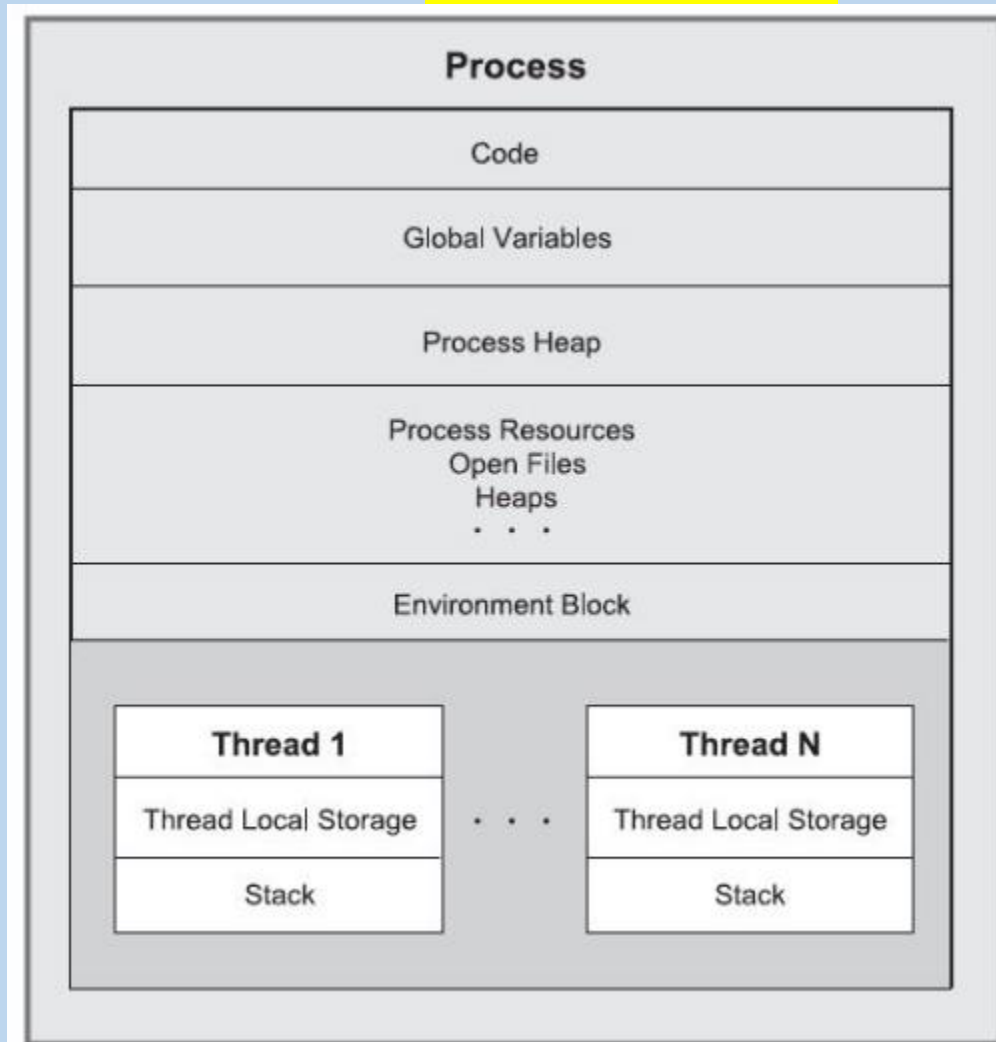 Process
Code
Global Variables
Process Heap
Process Resources
Open Files
Heaps
. . .
Environment Block
Thread 1
Thread Local Storage
Stack
. . .
Thread N
Thread Local Storage
Stack